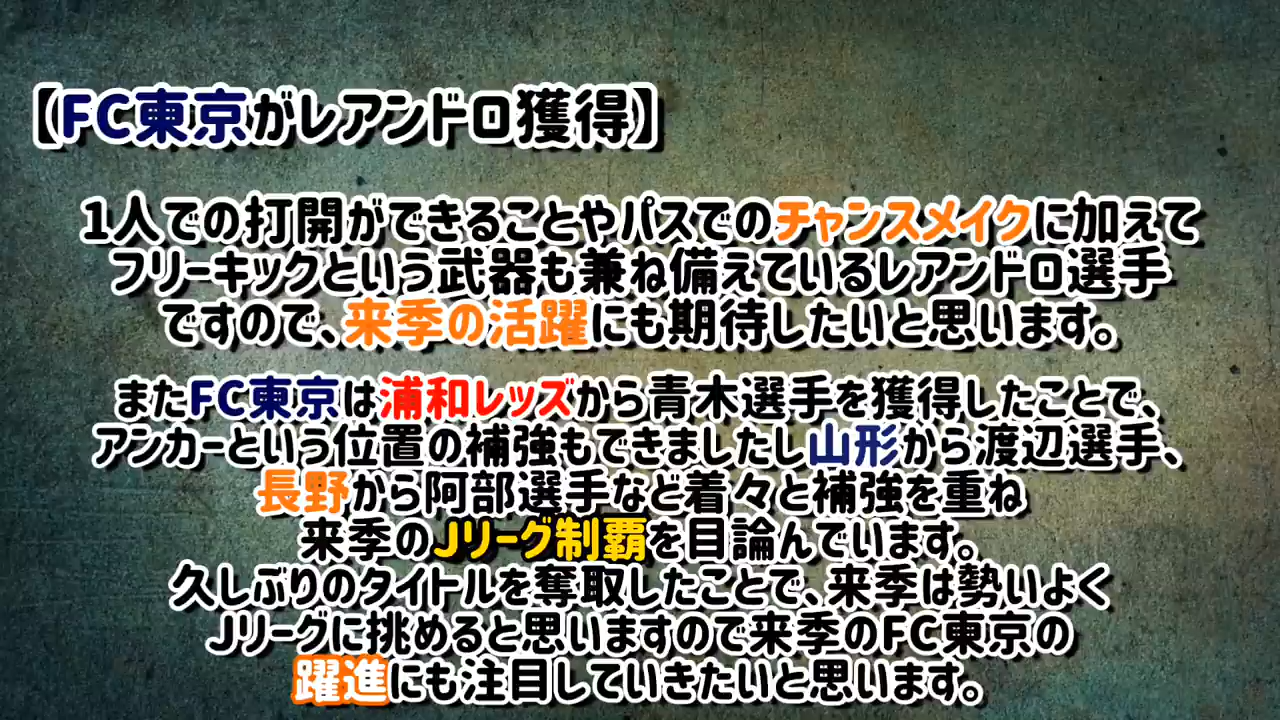 【FC東京がレアンドロ獲得】
1人での打開ができることやパスでのチャンスメイクに加えて
フリーキックという武器も兼ね備えているレアンドロ選手
ですので、来季の活躍にも期待したいと思います。
またFC東京は浦和レッズから青木選手を獲得したことで、
アンカーという位置の補強もできましたし山形から渡辺選手、
長野から阿部選手など着々と補強を重ね
来季のJリーグ制覇を目論んでいます。
久しぶりのタイトルを奪取したことで、来季は勢いよく
Jリーグに挑めると思いますので来季のFC東京の
躍進にも注目していきたいと思います。